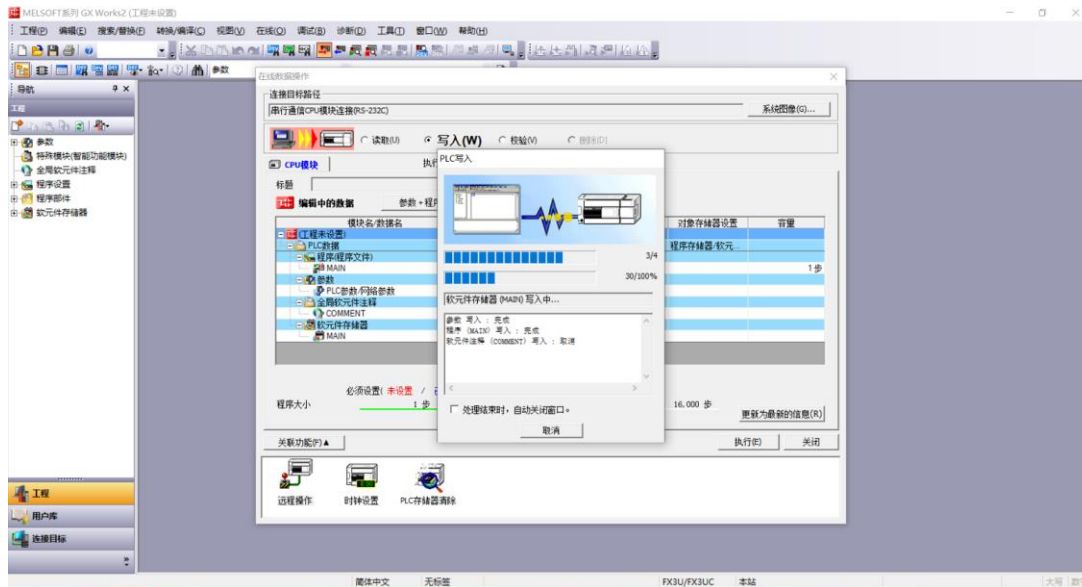 MELSOFT系列 GX Works2 (工程未设置)
工程(P) 编辑(E) 搜索/替换(F) 转换/编译(C) 视图(V) 在线(O) 调试(B) 诊断(D) 工具(T) 窗口(W) 帮助(H)
参数
导航
工程
参数
特殊模块(智能功能模块)
全局软元件注释
程序设置
程序部件
软元件存储器
工程
用户库
连接目标
在线数据操作
连接目标路径
串行通信CPU模块连接(RS-232C)
系统图像(G)...
读取(U) 写入(W) 校验(V) 删除(D)
CPU模块
标题
编辑中的数据
模块名/数据名 对象存储器设置 容量
(工程未设置)
PLC数据 程序存储器/软元...
程序(程序文件)
MAIN 1 步
参数
PLC参数/网络参数
全局软元件注释
COMMENT
软元件存储器
MAIN
必须设置( 未设置 /
程序大小 1 步 16,000 步
更新为最新的信息(R)
关联功能(F)▲ 执行(E) 关闭
远程操作 时钟设置 PLC存储器清除
PLC写入
3/4
30/100%
软元件存储器 (MAIN) 写入中...
参数 写入 : 完成
程序 (MAIN) 写入 : 完成
软元件注释 (COMMENT) 写入 : 取消
处理结束时，自动关闭窗口。
取消
简体中文 无标签 FX3U/FX3UC 本站 大写